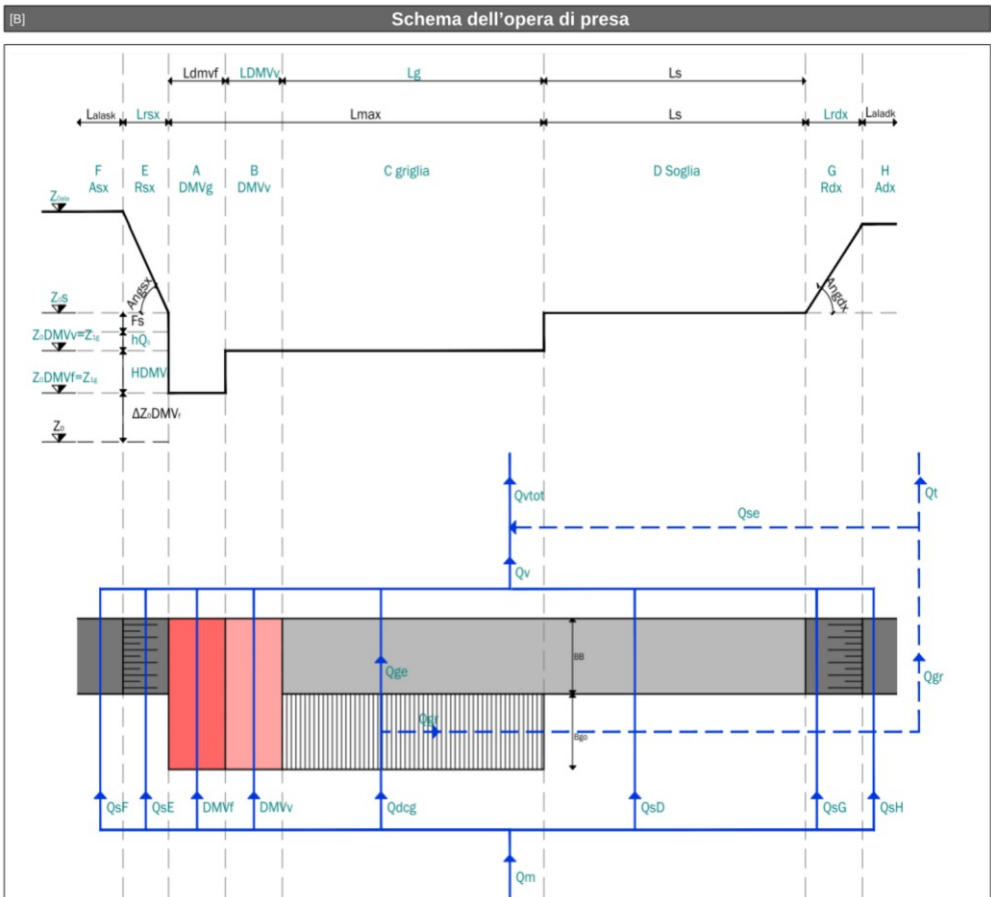 [B] Schema dell'opera di presa
Ldmvf LDMVv Lg Ls
Lalask Lrsx Lmax Ls Lrdx Laladk
F E A B C griglia D Soglia G H
Asx Rsx DMVg DMVv Rdx Adx
Angsx
Angdx
Z₀s
Fs
Z₀DMVv=Z₁g
hQ₀
HDMV
Z₀DMVf=Z₁g
ΔZ₀DMVf
Z₀
Qvtot Qt
Qse
Qv
BB
Qge Qgr
Qgr
Bgo
QsF QsE DMVf DMVv Qdcg QsD QsG QsH
Qm